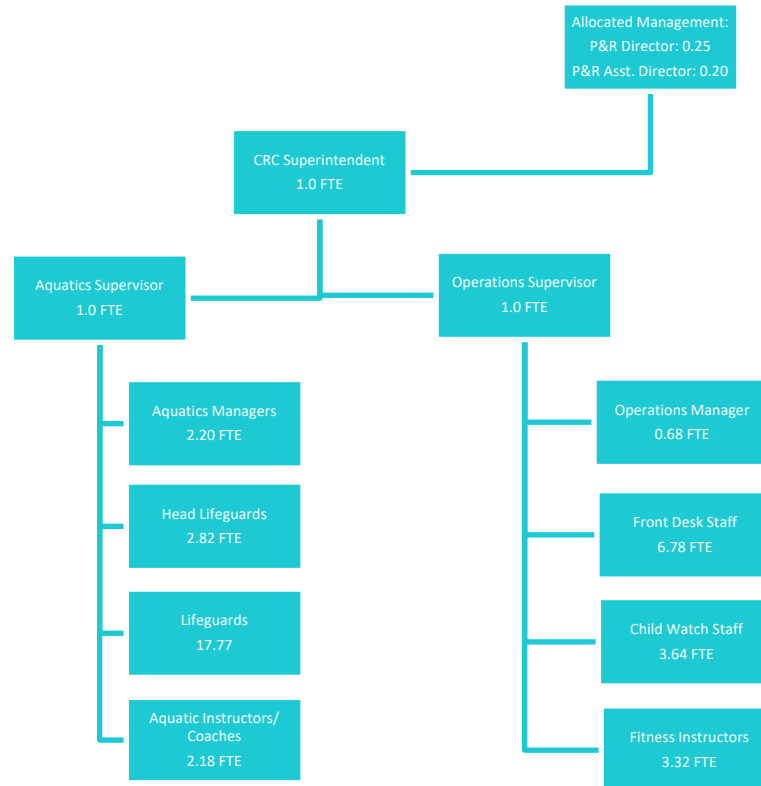 Allocated Management:
P&R Director: 0.25
P&R Asst. Director: 0.20
CRC Superintendent
1.0 FTE
Aquatics Supervisor
1.0 FTE
Operations Supervisor
1.0 FTE
Aquatics Managers
2.20 FTE
Head Lifeguards
2.82 FTE
Lifeguards
17.77
Aquatic Instructors/
Coaches
2.18 FTE
Operations Manager
0.68 FTE
Front Desk Staff
6.78 FTE
Child Watch Staff
3.64 FTE
Fitness Instructors
3.32 FTE